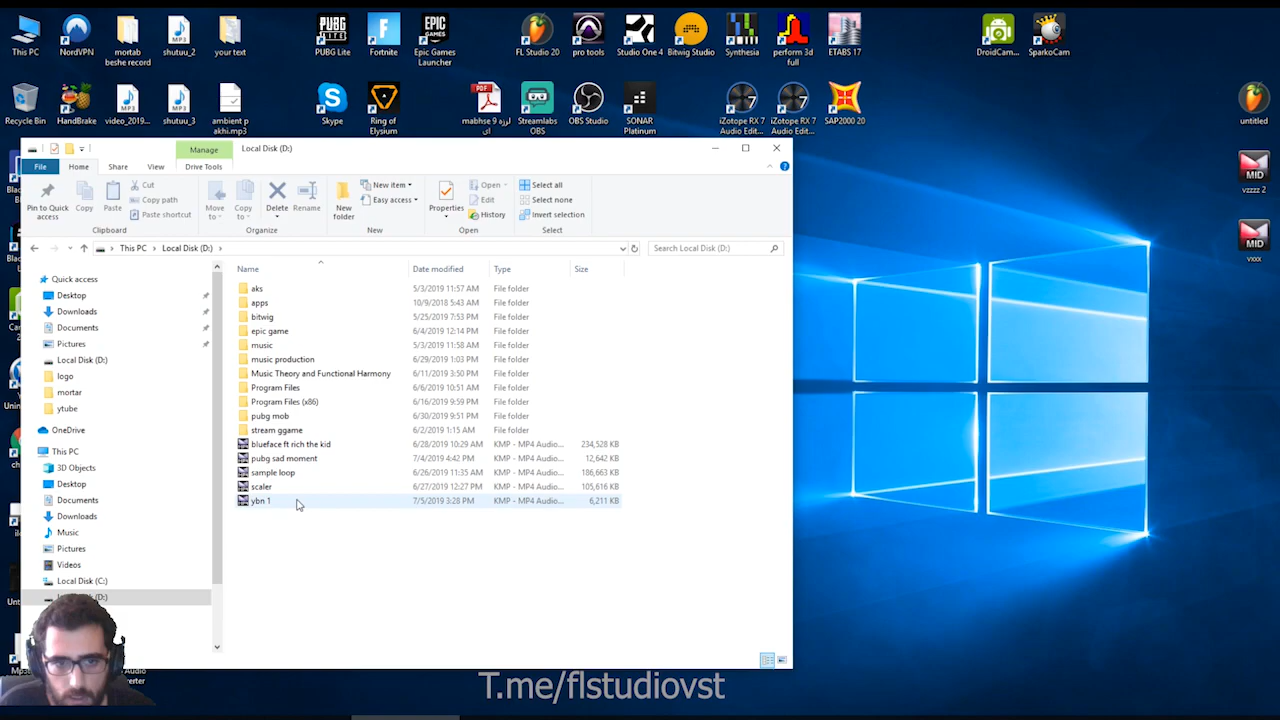 This PC
NordVPN
mortab
beshe record
shutuu_2
your text
PUBG Lite
Fortnite
Epic Games
Launcher
FL Studio 20
pro tools
Studio One 4
Bitwig Studio
Synthesia
perform 3d
full
ETABS 17
DroidCam...
SparkoCam
Recycle Bin
HandBrake
video_2019...
shutuu_3
ambient p
akhi.mp3
Skype
Ring of
Elysium
PDF
mabhse 9 لرزه
ای
Streamlabs
OBS
OBS Studio
SONAR
Platinum
iZotope RX 7
Audio Edit...
iZotope RX 7
Audio Edit...
SAP2000 20
untitled
MID
vzzzz 2
MID
vxxx
Manage
Local Disk (D:)
File
Home
Share
View
Drive Tools
Pin to Quick
access
Copy
Paste
Cut
Copy path
Paste shortcut
Clipboard
Move
to
Copy
to
Delete
Rename
Organize
New
folder
New item
Easy access
New
Properties
Open
Edit
History
Open
Select all
Select none
Invert selection
Select
This PC
Local Disk (D:)
Search Local Disk (D:)
Name
Date modified
Type
Size
Quick access
Desktop
Downloads
Documents
Pictures
Local Disk (D:)
logo
mortar
ytube
OneDrive
This PC
3D Objects
Desktop
Documents
Downloads
Music
Pictures
Videos
Local Disk (C:)
(D:)
aks 5/3/2019 11:57 AM File folder
apps 10/9/2018 5:43 AM File folder
bitwig 5/25/2019 7:53 PM File folder
epic game 6/4/2019 12:14 PM File folder
music 5/3/2019 11:58 AM File folder
music production 6/29/2019 1:03 PM File folder
Music Theory and Functional Harmony 6/11/2019 3:50 PM File folder
Program Files 6/6/2019 10:51 AM File folder
Program Files (x86) 6/16/2019 9:59 PM File folder
pubg mob 6/30/2019 9:51 PM File folder
stream ggame 6/2/2019 1:15 AM File folder
blueface ft rich the kid 6/28/2019 10:29 AM KMP - MP4 Audio... 234,528 KB
pubg sad moment 7/4/2019 4:42 PM KMP - MP4 Audio... 12,642 KB
sample loop 6/26/2019 11:35 AM KMP - MP4 Audio... 186,663 KB
scaler 6/27/2019 12:27 PM KMP - MP4 Audio... 105,616 KB
ybn 1 7/5/2019 3:28 PM KMP - MP4 Audio... 6,211 KB
T.me/flstudiovst